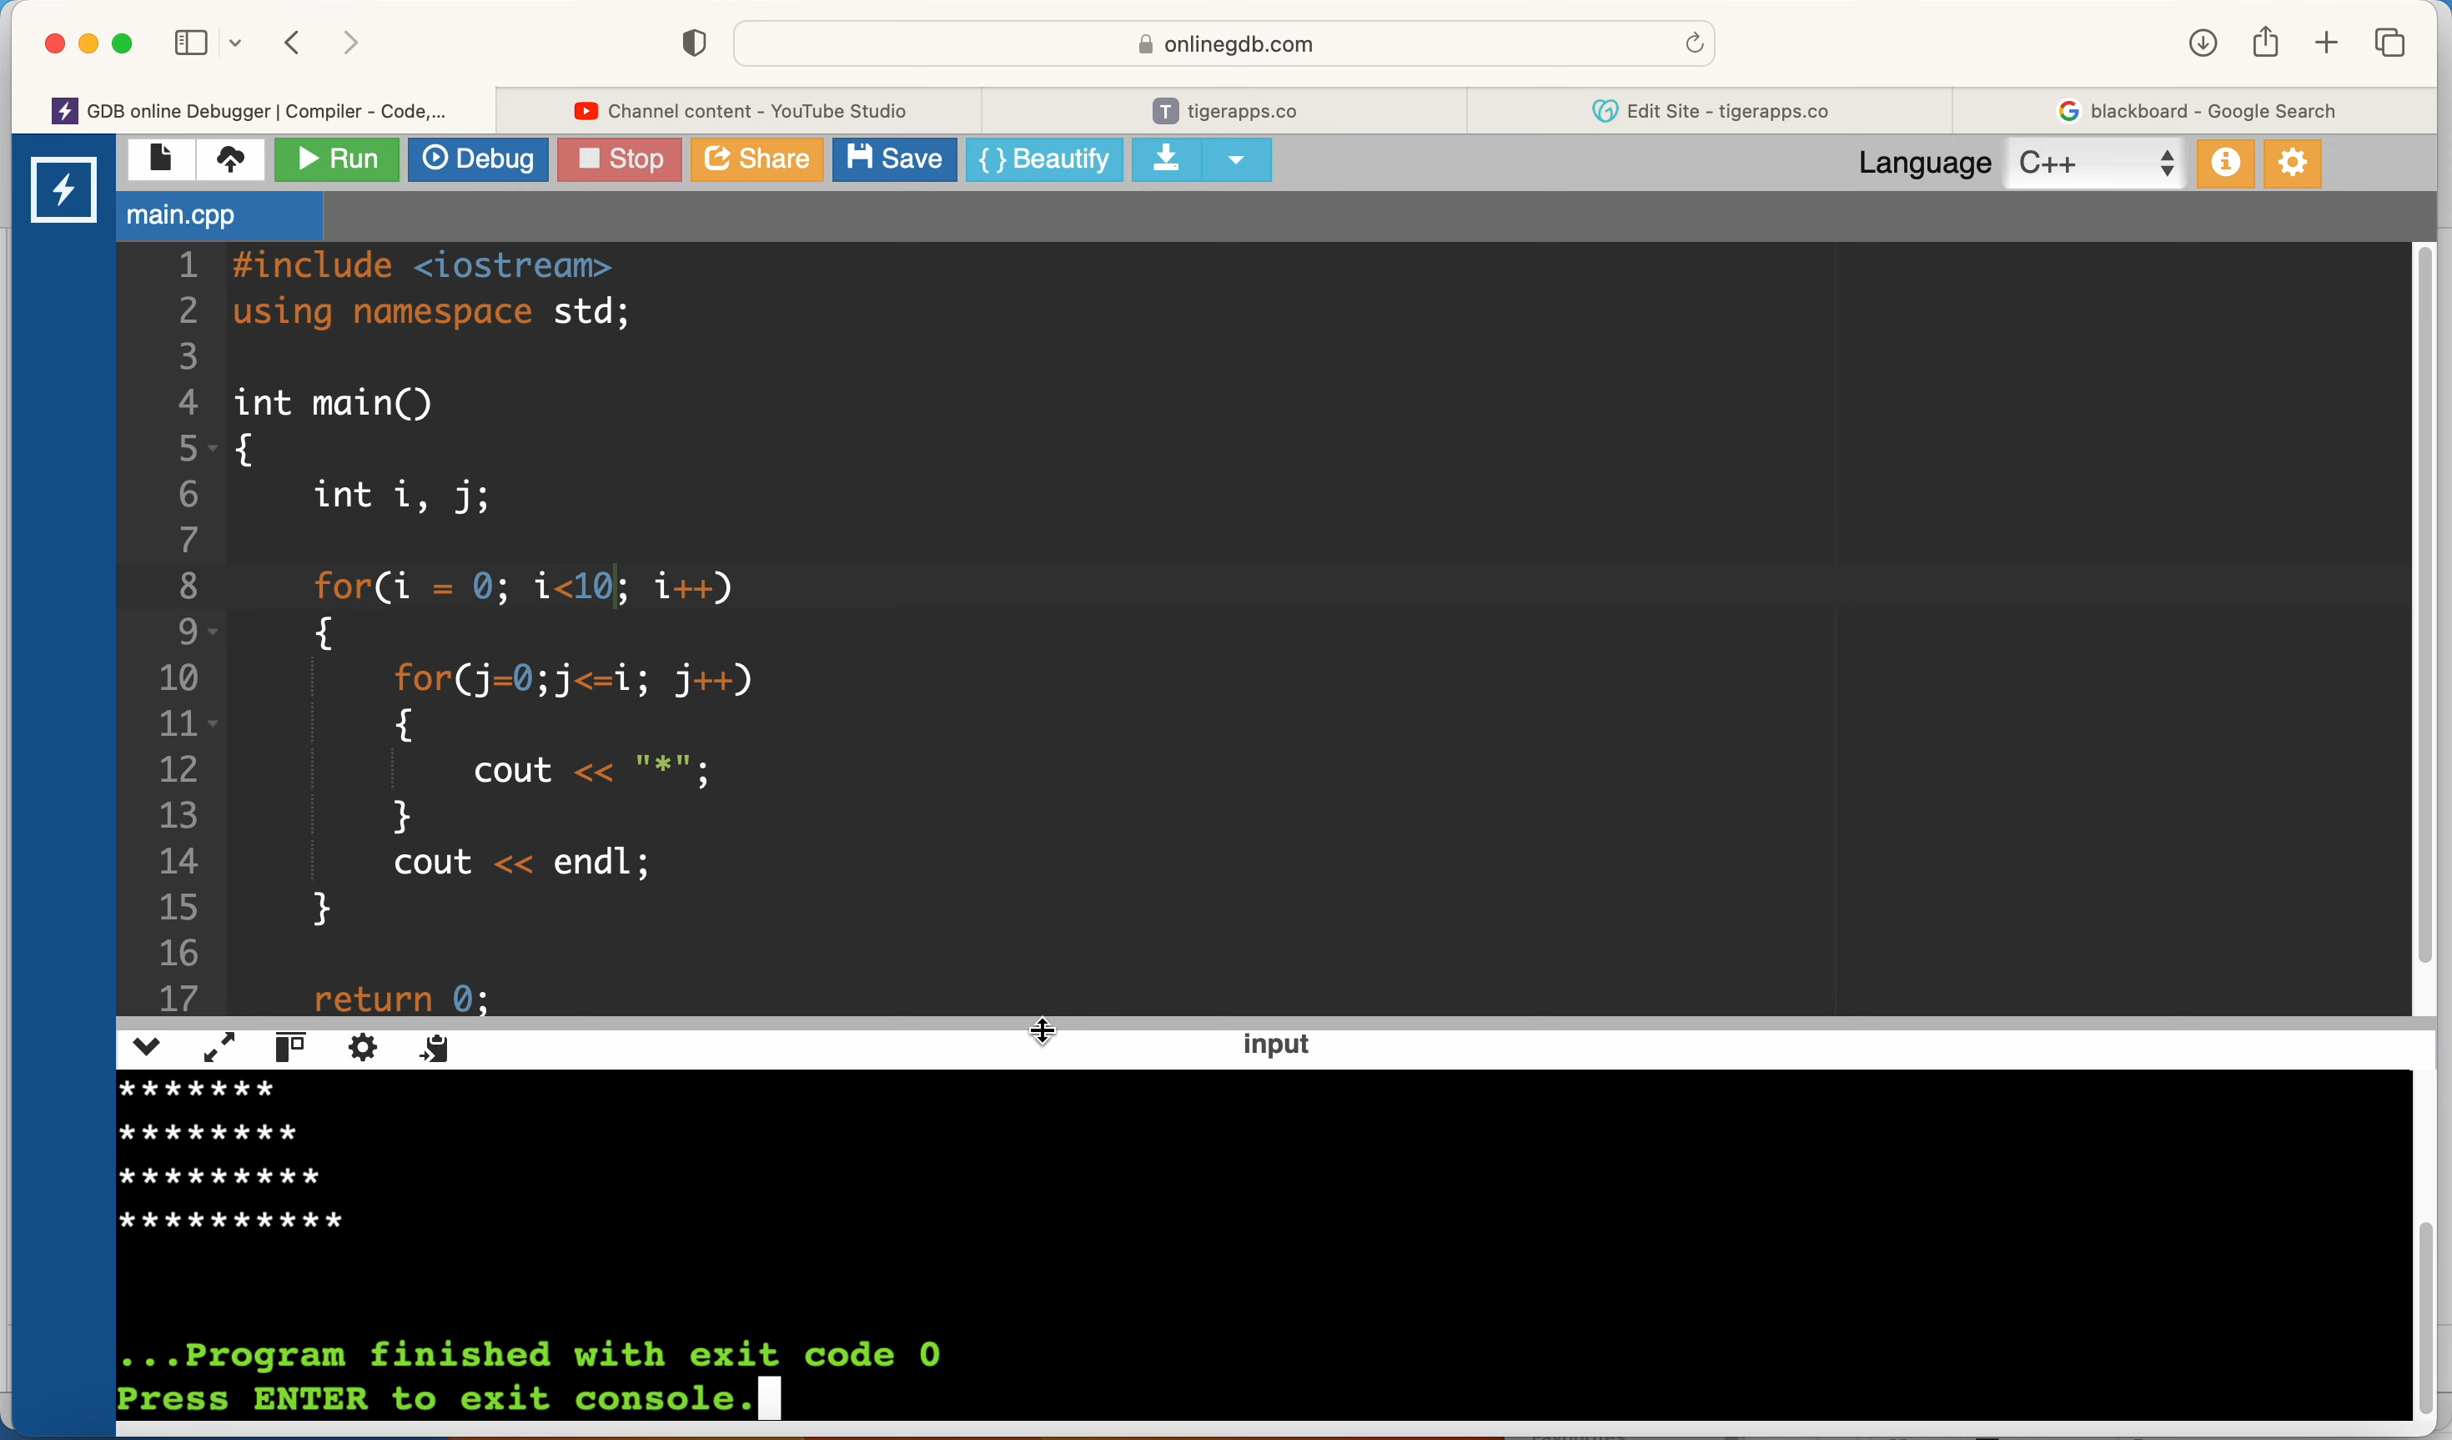 onlinegdb.com
GDB online Debugger | Compiler - Code,...
Channel content - YouTube Studio
T tigerapps.co
Edit Site - tigerapps.co
blackboard - Google Search
Run Debug Stop Share Save { } Beautify
Language C++
main.cpp
1 #include <iostream>
2 using namespace std;
3
4 int main()
5 {
6 int i, j;
7
8 for(i = 0; i<10; i++)
9 {
10 for(j=0;j<=i; j++)
11 {
12 cout << "*";
13 }
14 cout << endl;
15 }
16
17 return 0;
input
*******
********
*********
**********
...Program finished with exit code 0
Press ENTER to exit console.